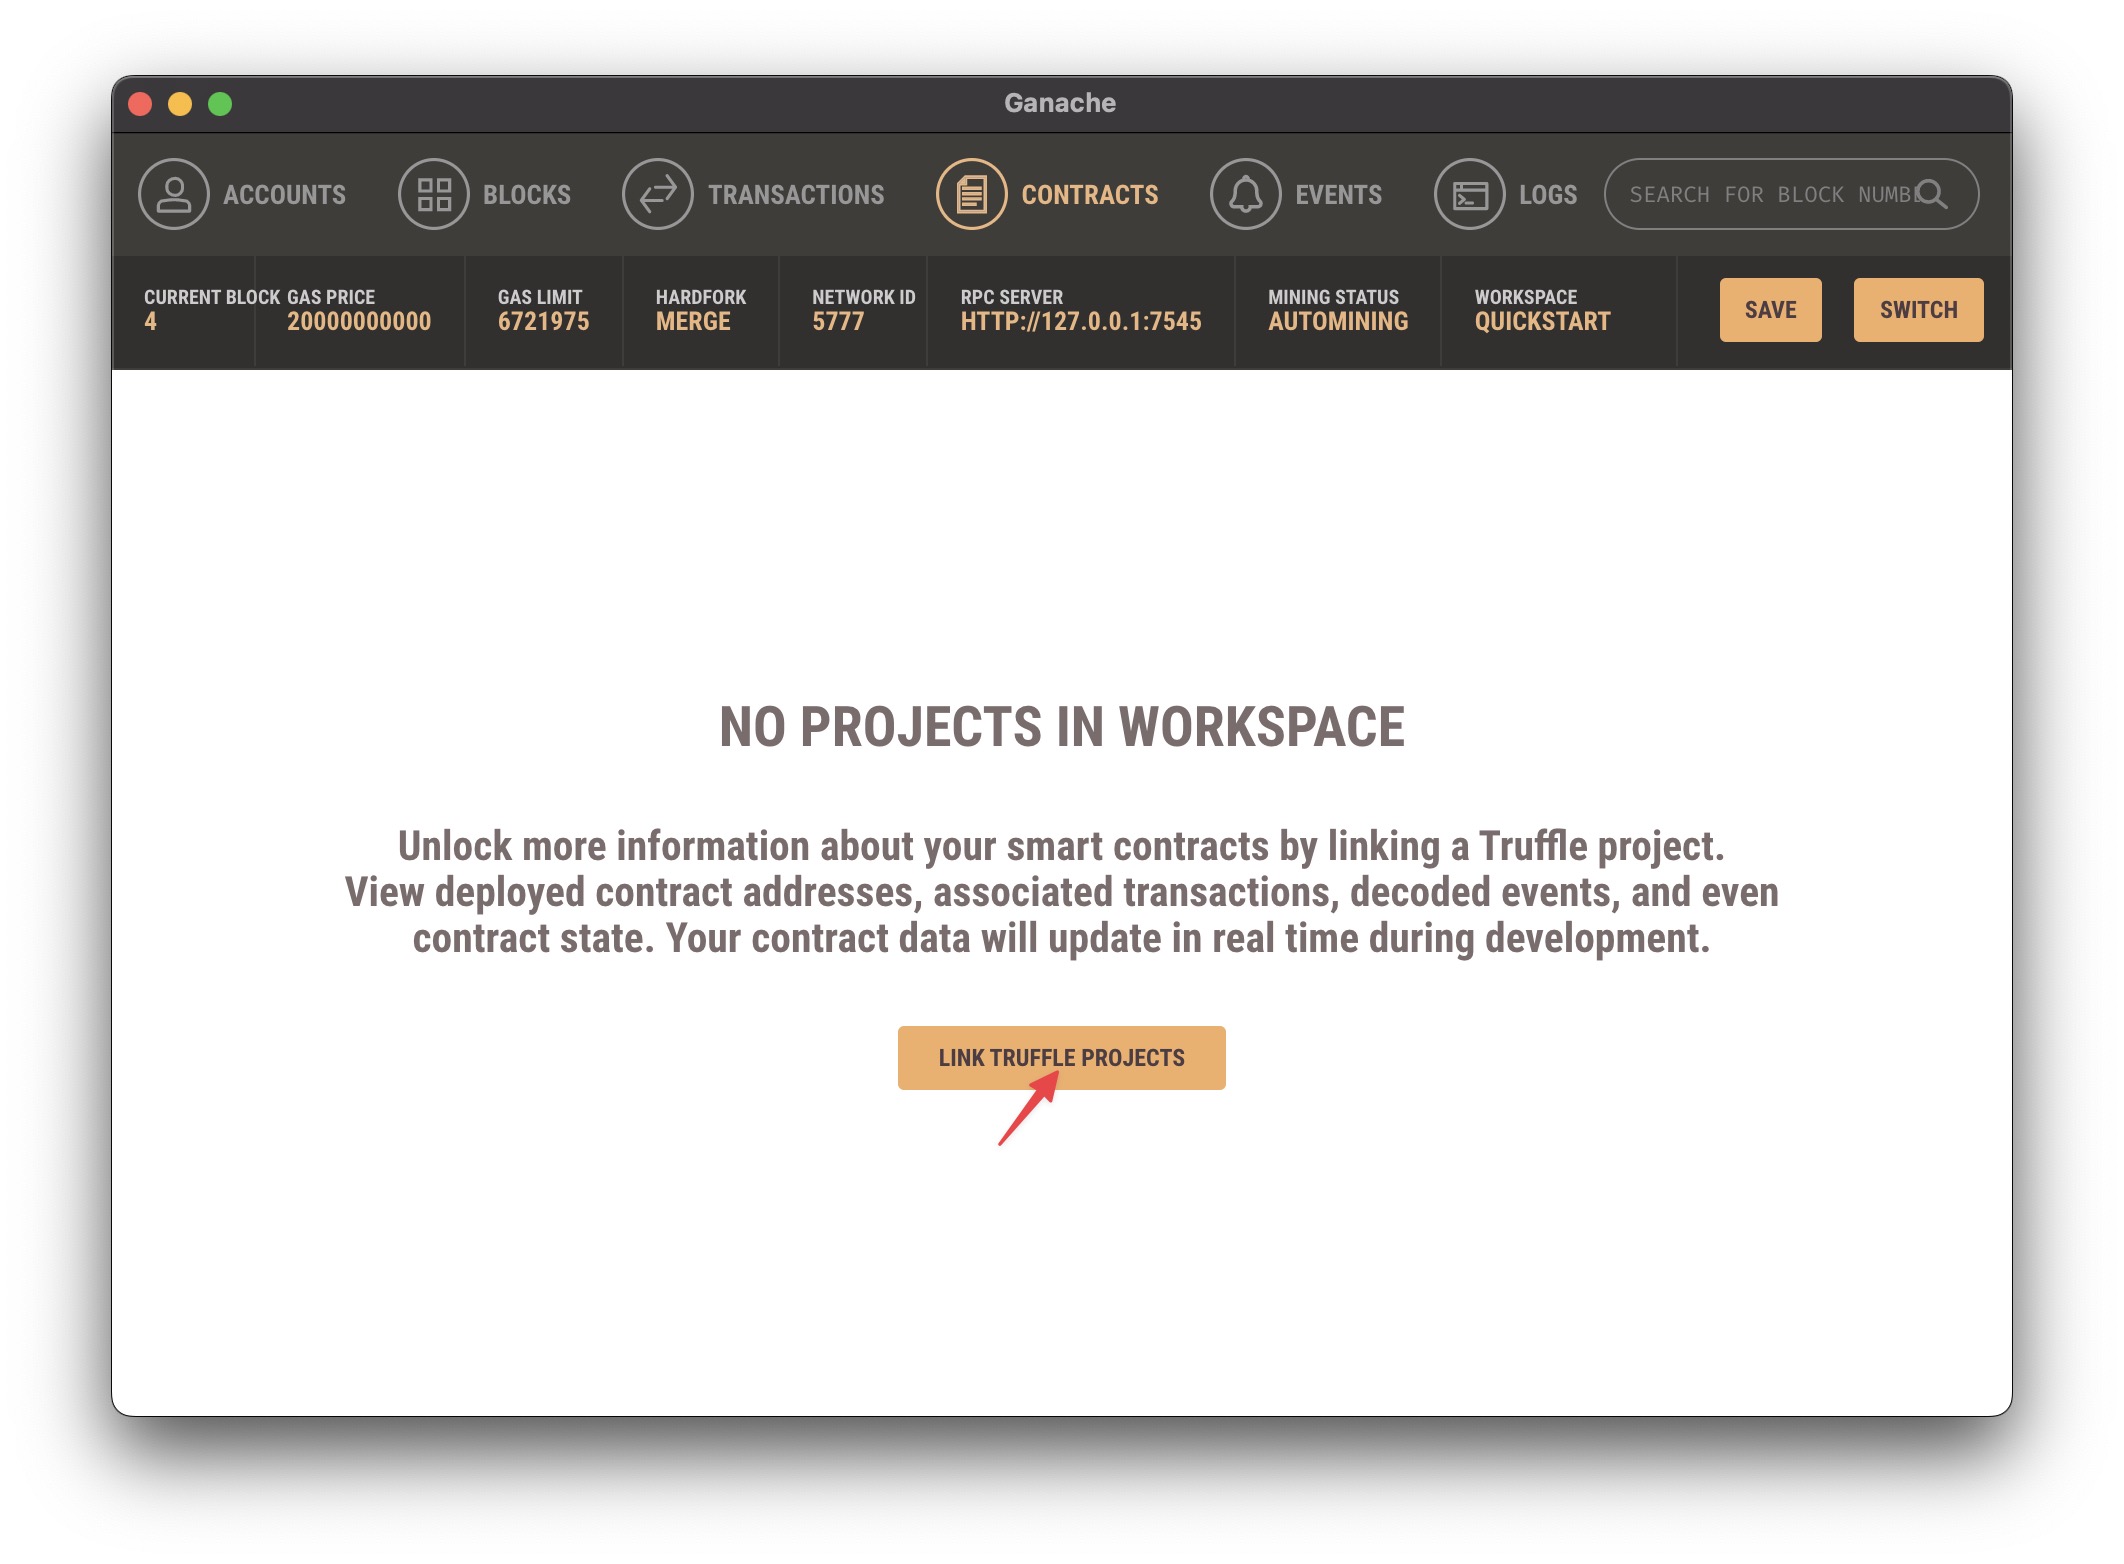 Ganache
ACCOUNTS BLOCKS TRANSACTIONS CONTRACTS EVENTS LOGS SEARCH FOR BLOCK
CURRENT BLOCK GAS PRICE GAS LIMIT HARDFORK NETWORK ID RPC SERVER MINING STATUS WORKSPACE
4 20000000000 6721975 MERGE 5777 HTTP://127.0.0.1:7545 AUTOMINING QUICKSTART SAVE SWITCH
NO PROJECTS IN WORKSPACE
Unlock more information about your smart contracts by linking a Truffle project.
View deployed contract addresses, associated transactions, decoded events, and even
contract state. Your contract data will update in real time during development.
LINK TRUFFLE PROJECTS